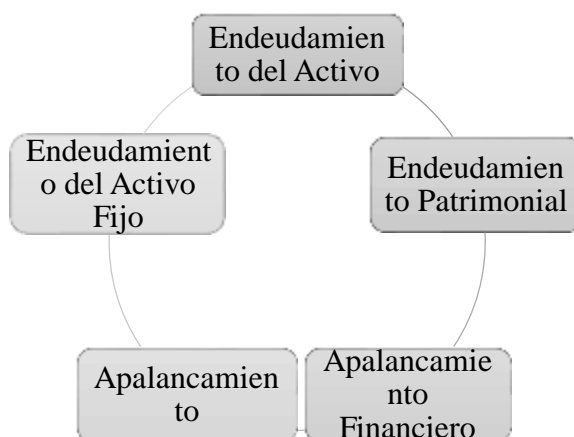 Endeudamien
to del Activo
Endeudamien
to Patrimonial
Apalancamie
nto
Financiero
Apalancamien
to
Endeudamient
o del Activo
Fijo